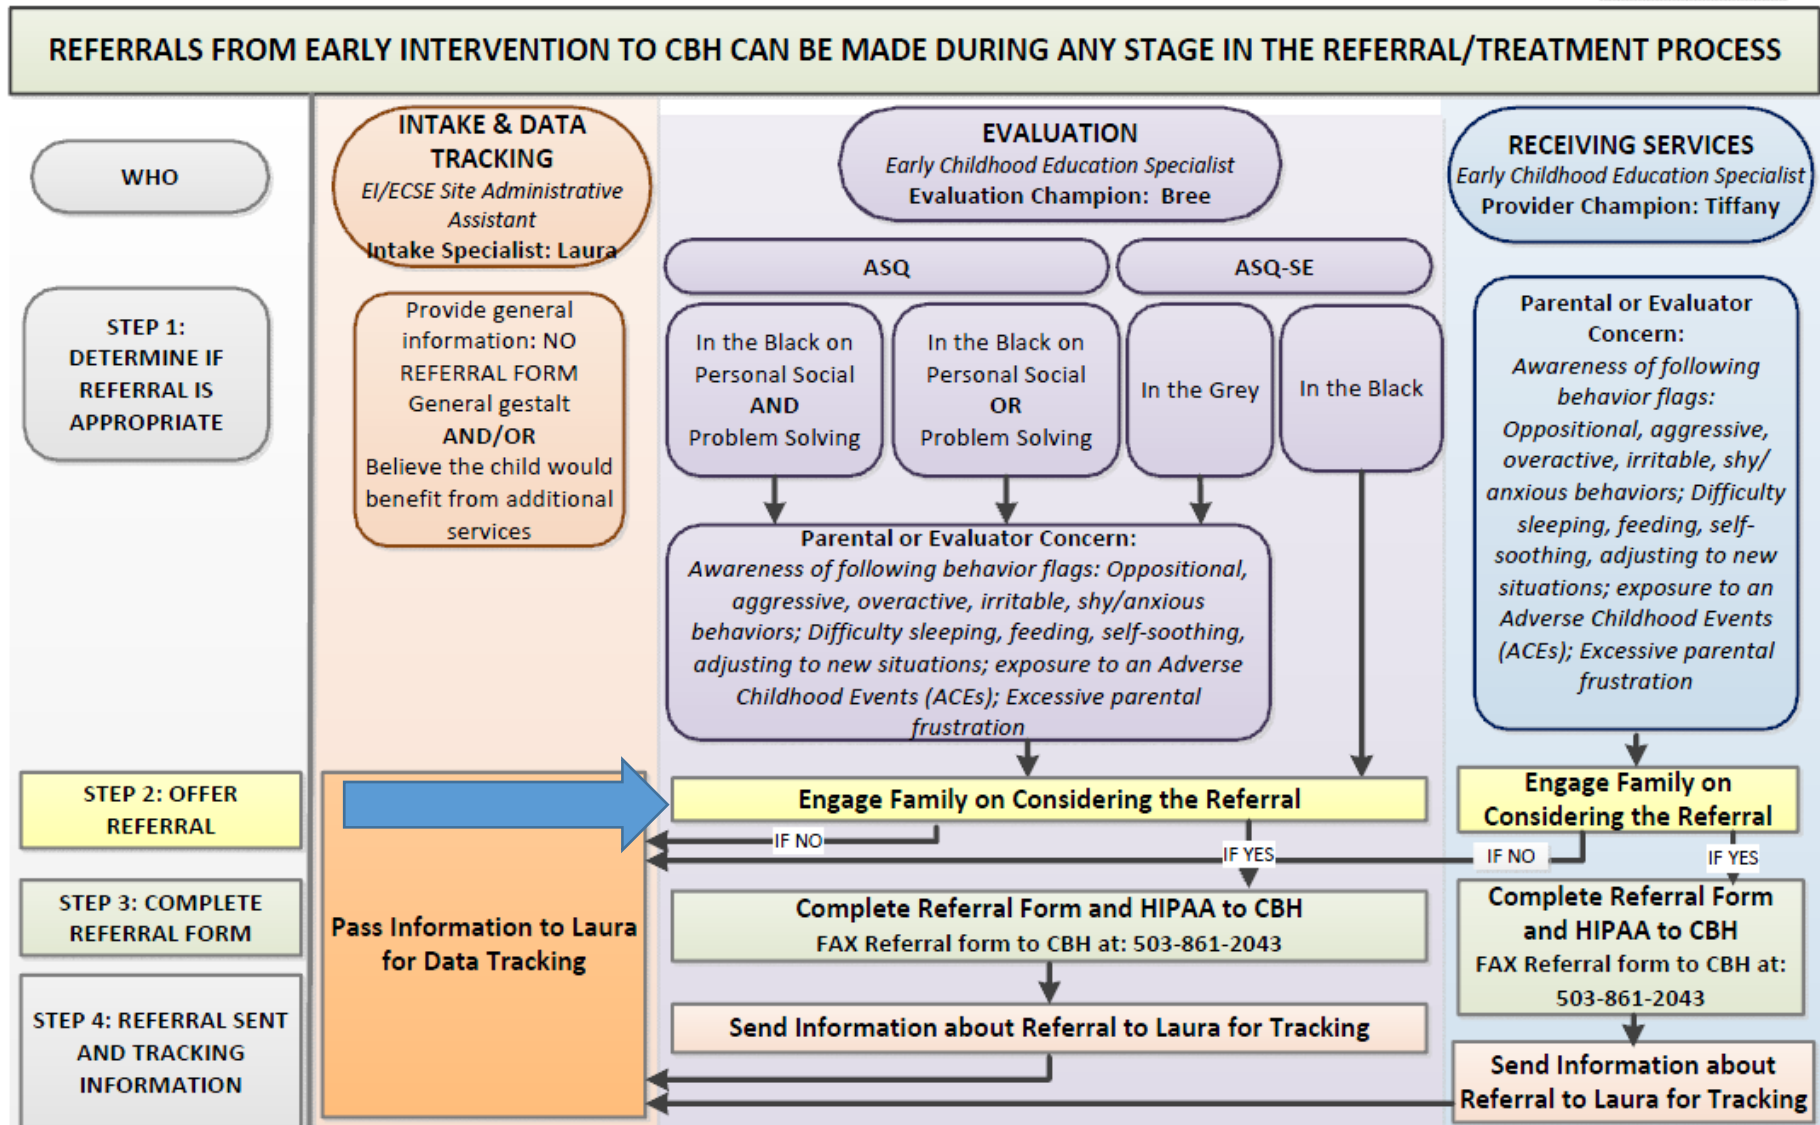 REFERRALS FROM EARLY INTERVENTION TO CBH CAN BE MADE DURING ANY STAGE IN THE REFERRAL/TREATMENT PROCESS
WHO
INTAKE & DATA
TRACKING
EI/ECSE Site Administrative
Assistant
Intake Specialist: Laura
EVALUATION
Early Childhood Education Specialist
Evaluation Champion: Bree
RECEIVING SERVICES
Early Childhood Education Specialist
Provider Champion: Tiffany
ASQ
ASQ-SE
STEP 1:
DETERMINE IF
REFERRAL IS
APPROPRIATE
Provide general
information: NO
REFERRAL FORM
General gestalt
AND/OR
Believe the child would
benefit from additional
services
In the Black on
Personal Social
AND
Problem Solving
In the Black on
Personal Social
OR
Problem Solving
In the Grey
In the Black
Parental or Evaluator Concern:
Awareness of following behavior flags: Oppositional,
aggressive, overactive, irritable, shy/anxious
behaviors; Difficulty sleeping, feeding, self-soothing,
adjusting to new situations; exposure to an Adverse
Childhood Events (ACEs); Excessive parental
frustration
Parental or Evaluator
Concern:
Awareness of following
behavior flags:
Oppositional, aggressive,
overactive, irritable, shy/
anxious behaviors; Difficulty
sleeping, feeding, self-
soothing, adjusting to new
situations; exposure to an
Adverse Childhood Events
(ACEs); Excessive parental
frustration
STEP 2: OFFER
REFERRAL
Engage Family on Considering the Referral
Engage Family on
Considering the Referral
IF NO
IF YES
IF NO
IF YES
STEP 3: COMPLETE
REFERRAL FORM
Pass Information to Laura
for Data Tracking
Complete Referral Form and HIPAA to CBH
FAX Referral form to CBH at: 503-861-2043
Complete Referral Form
and HIPAA to CBH
FAX Referral form to CBH at:
503-861-2043
STEP 4: REFERRAL SENT
AND TRACKING
INFORMATION
Send Information about Referral to Laura for Tracking
Send Information about
Referral to Laura for Tracking